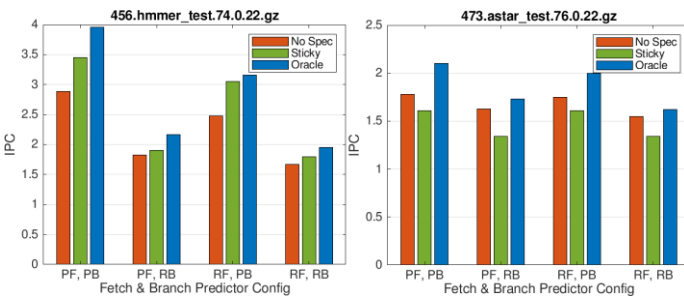 456.hmmer_test.74.0.22.gz
4
3.5
3
2.5
2
1.5
1
0.5
0
IPC
No Spec
Sticky
Oracle
PF, PB
PF, RB
RF, PB
RF, RB
Fetch & Branch Predictor Config
473.astar_test.76.0.22.gz
2.5
2
1.5
1
0.5
0
IPC
No Spec
Sticky
Oracle
PF, PB
PF, RB
RF, PB
RF, RB
Fetch & Branch Predictor Config